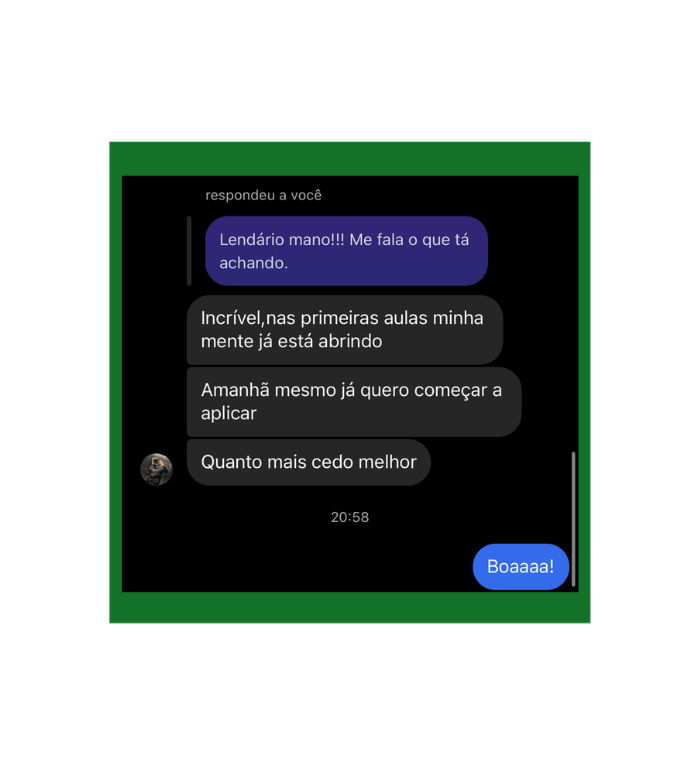 respondeu a você
Lendário mano!!! Me fala o que tá
achando.
Incrível,nas primeiras aulas minha
mente já está abrindo
Amanhã mesmo já quero começar a
aplicar
Quanto mais cedo melhor
20:58
Boaaaa!